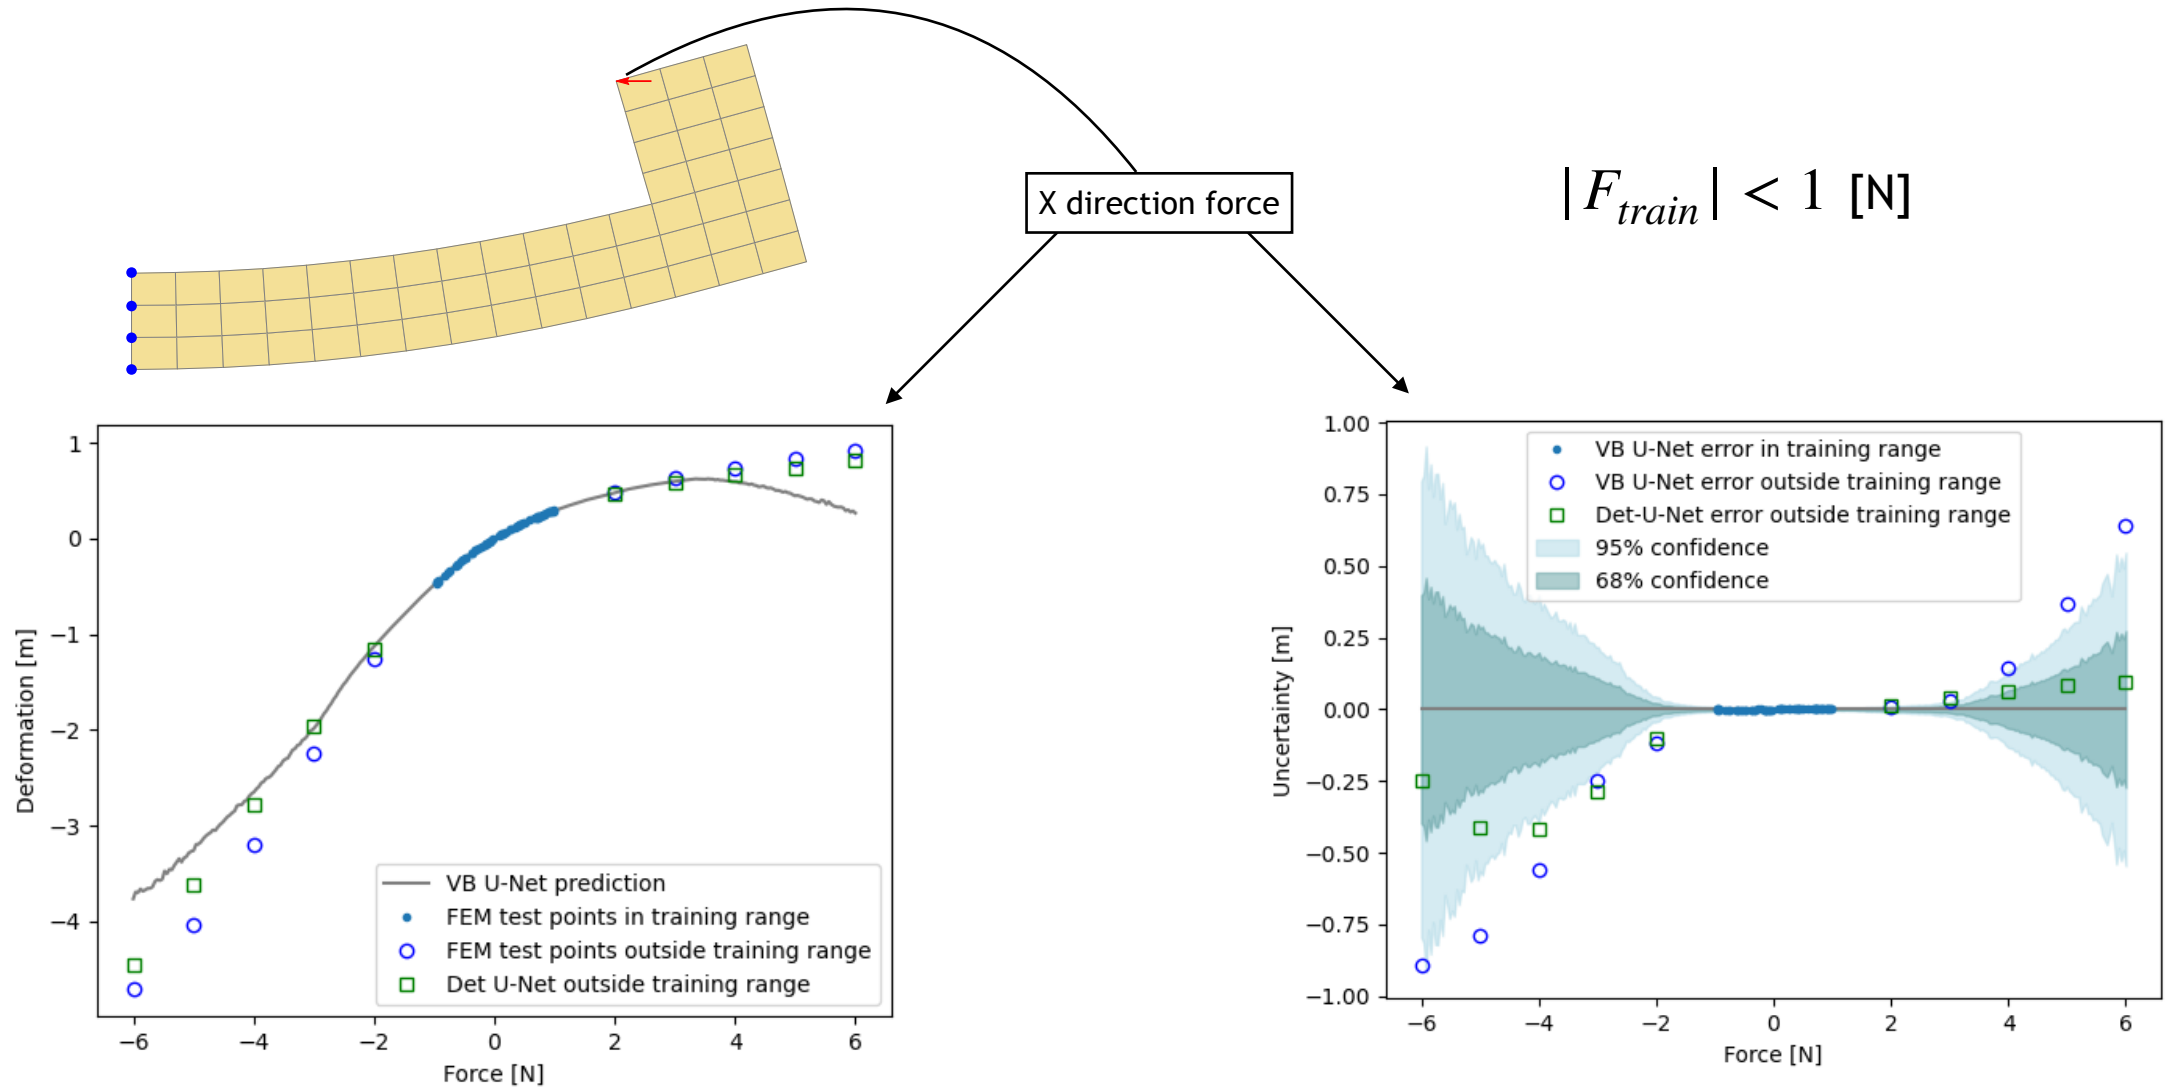 X direction force
|F_train| < 1 [N]
1
0
−1
−2
−3
−4
Deformation [m]
VB U-Net prediction
FEM test points in training range
FEM test points outside training range
Det U-Net outside training range
−6 −4 −2 0 2 4 6
Force [N]
1.00
0.75
0.50
0.25
0.00
−0.25
−0.50
−0.75
−1.00
Uncertainty [m]
VB U-Net error in training range
VB U-Net error outside training range
Det-U-Net error outside training range
95% confidence
68% confidence
−6 −4 −2 0 2 4 6
Force [N]